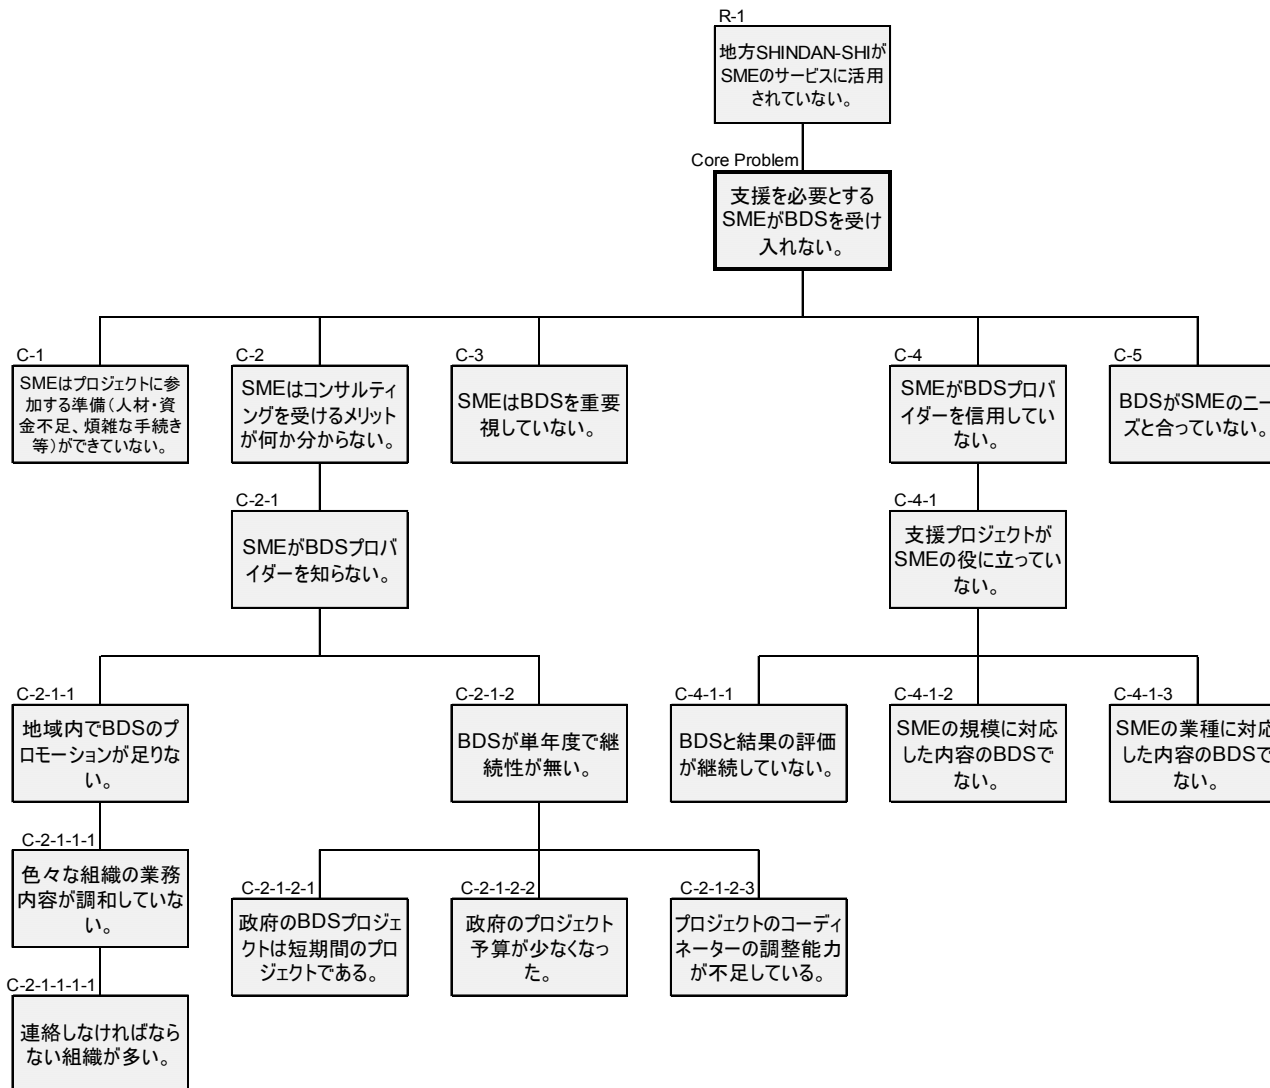 R-1
地方SHINDAN-SHIが
SMEのサービスに活用
されていない。
Core Problem
支援を必要とする
SMEがBDSを受け
入れない。
C-1
SMEはプロジェクトに参
加する準備（人材・資
金不足、煩雑な手続き
等）ができていない。
C-2
SMEはコンサルティ
ングを受けるメリット
が何か分からない。
C-3
SMEはBDSを重要
視していない。
C-4
SMEがBDSプロバ
イダーを信用してい
ない。
C-5
BDSがSMEのニー
ズと合っていない。
C-2-1
SMEがBDSプロバ
イダーを知らない。
C-4-1
支援プロジェクトが
SMEの役に立ってい
ない。
C-2-1-1
地域内でBDSのプ
ロモーションが足りな
い。
C-2-1-2
BDSが単年度で継
続性が無い。
C-4-1-1
BDSと結果の評価
が継続していない。
C-4-1-2
SMEの規模に対応
した内容のBDSで
ない。
C-4-1-3
SMEの業種に対応
した内容のBDSで
ない。
C-2-1-1-1
色々な組織の業務
内容が調和していな
い。
C-2-1-2-1
政府のBDSプロジェ
クトは短期間のプロ
ジェクトである。
C-2-1-2-2
政府のプロジェクト
予算が少なくなっ
た。
C-2-1-2-3
プロジェクトのコーディ
ネーターの調整能力
が不足している。
C-2-1-1-1-1
連絡しなければなら
ない組織が多い。